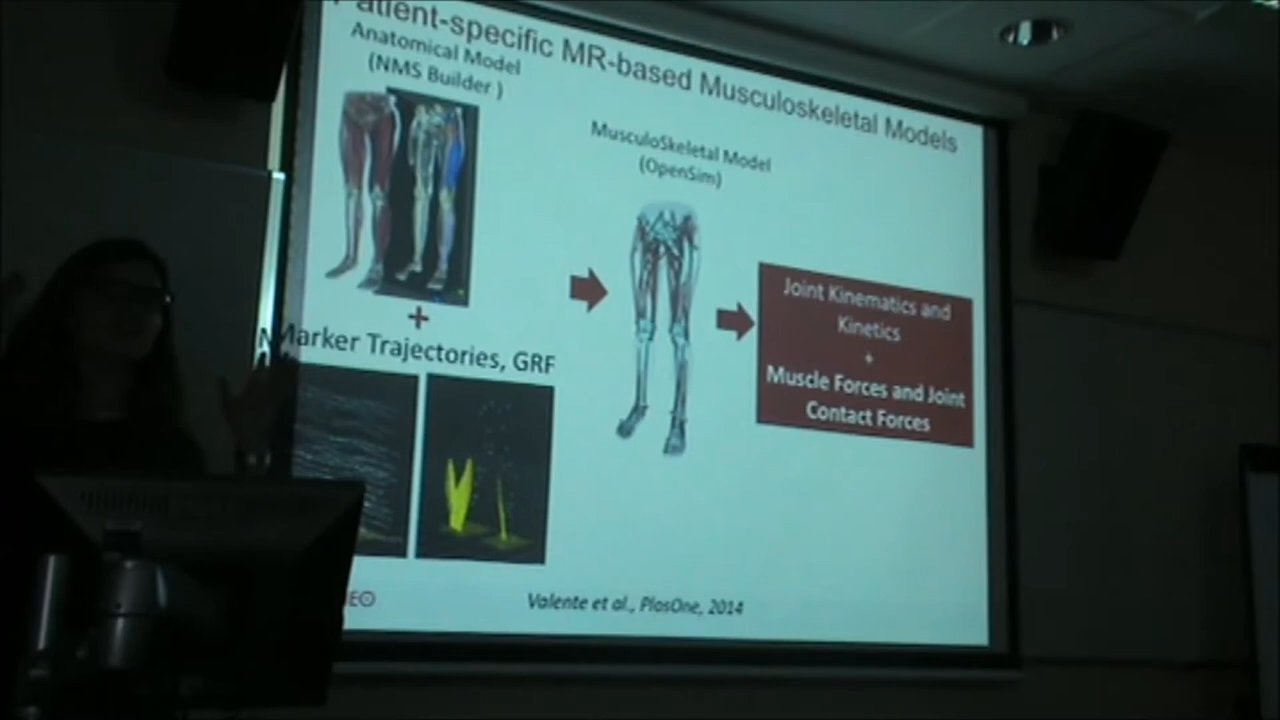 Patient-specific MR-based Musculoskeletal Models
Anatomical Model
(NMS Builder )
MusculoSkeletal Model
(OpenSim)
+
Marker Trajectories, GRF
Joint Kinematics and
Kinetics
+
Muscle Forces and Joint
Contact Forces
Valente et al., PlosOne, 2014